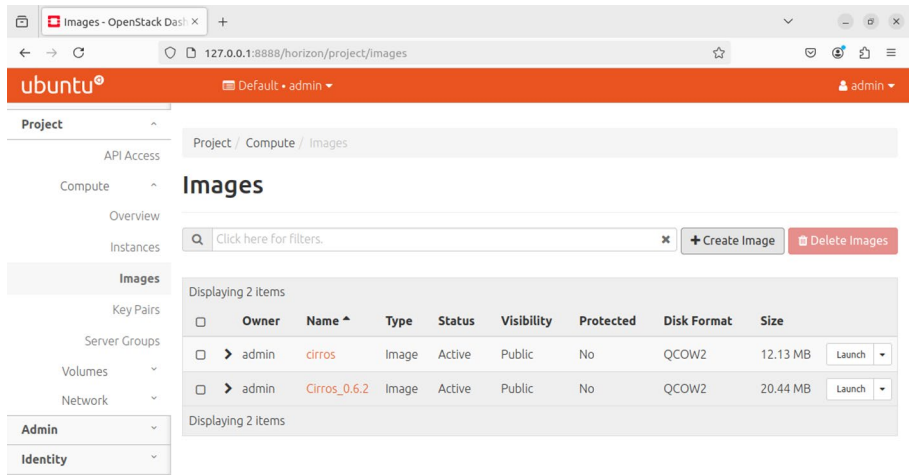 Images - OpenStack Dash
127.0.0.1:8888/horizon/project/images
ubuntu
Default • admin
admin
Project
API Access
Compute
Overview
Instances
Images
Key Pairs
Server Groups
Volumes
Network
Admin
Identity
Project / Compute / Images
Images
Click here for filters.
Create Image
Delete Images
Displaying 2 items
Owner Name Type Status Visibility Protected Disk Format Size
admin cirros Image Active Public No QCOW2 12.13 MB Launch
admin Cirros_0.6.2 Image Active Public No QCOW2 20.44 MB Launch
Displaying 2 items